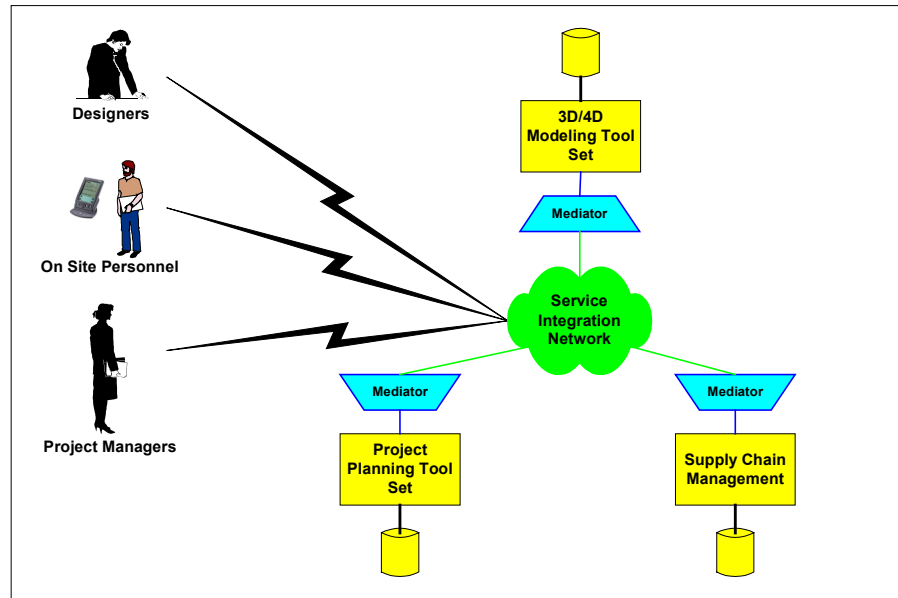 Designers
On Site Personnel
Project Managers
3D/4D
Modeling Tool
Set
Mediator
Service
Integration
Network
Mediator
Project
Planning Tool
Set
Mediator
Supply Chain
Management